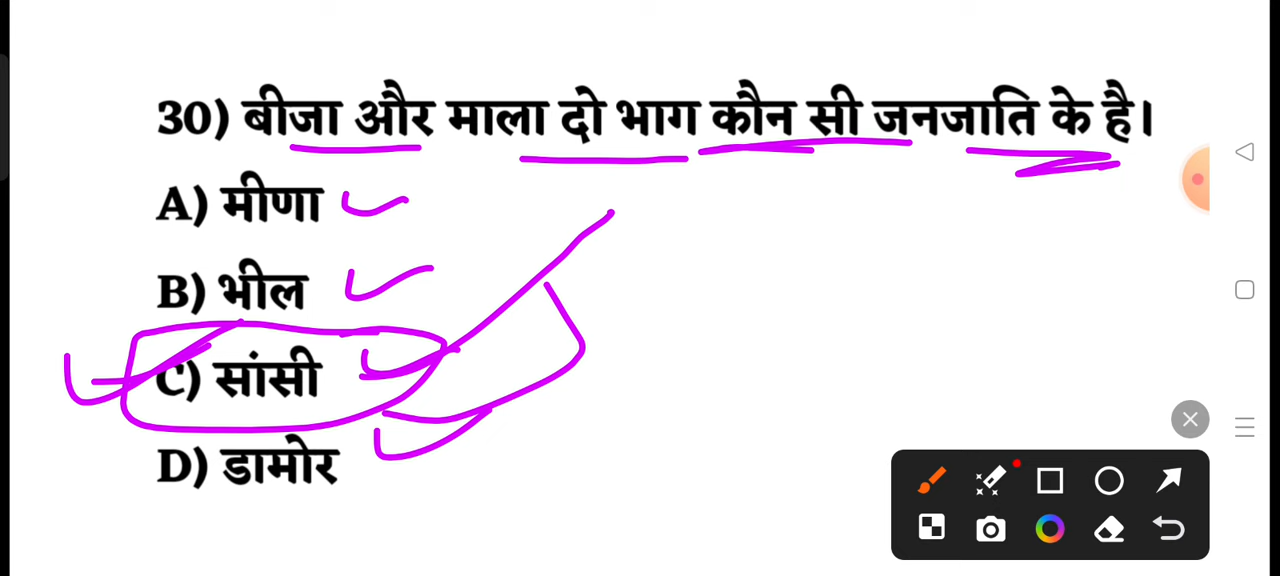 30) बीजा और माला दो भाग कौन सी जनजाति के है।
A) मीणा
B) भील
C) सांसी
D) डामोर